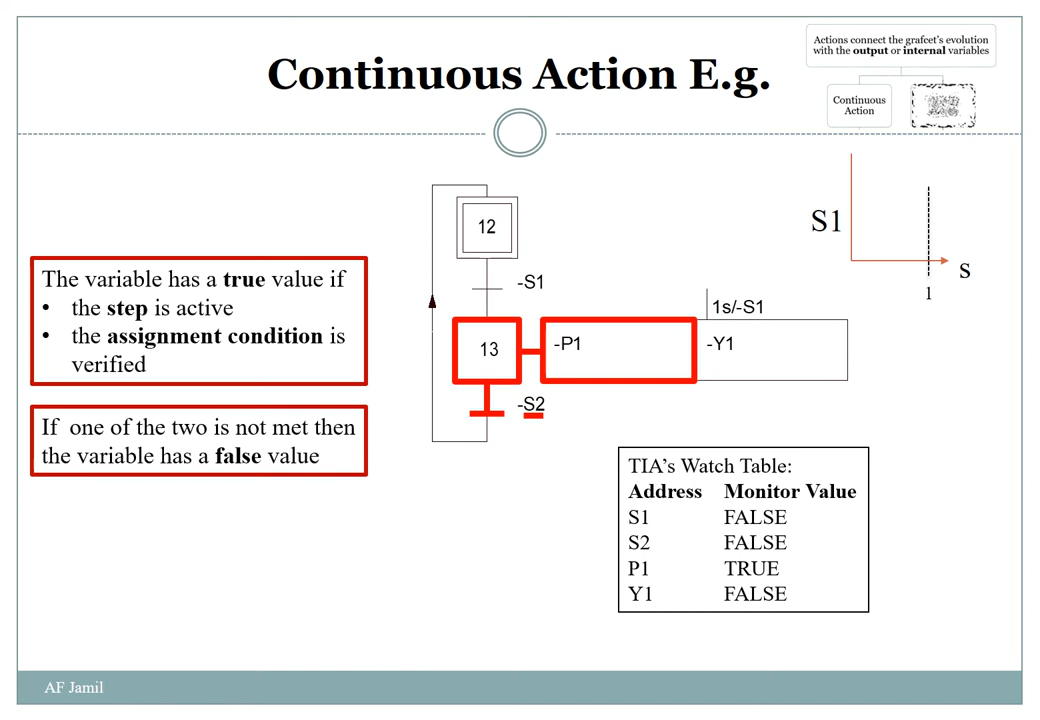 Actions connect the grafcet's evolution
with the output or internal variables
Continuous Action E.g.
Continuous
Action
12
-S1
S1
s
1
The variable has a true value if
• the step is active
• the assignment condition is
verified
1s/-S1
13
-P1
-Y1
-S2
If one of the two is not met then
the variable has a false value
TIA's Watch Table:
Address Monitor Value
S1 FALSE
S2 FALSE
P1 TRUE
Y1 FALSE
AF Jamil